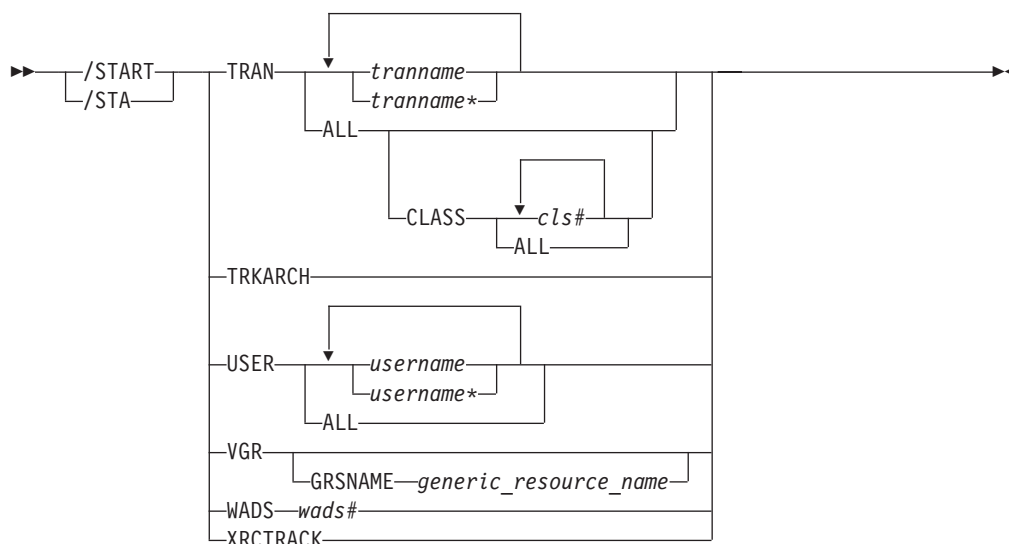 /START TRAN tranname
/STA tranname*
ALL
CLASS cls#
ALL
TRKARCH
USER username
username*
ALL
VGR
GRSNAME generic_resource_name
WADS wads#
XRCTRACK